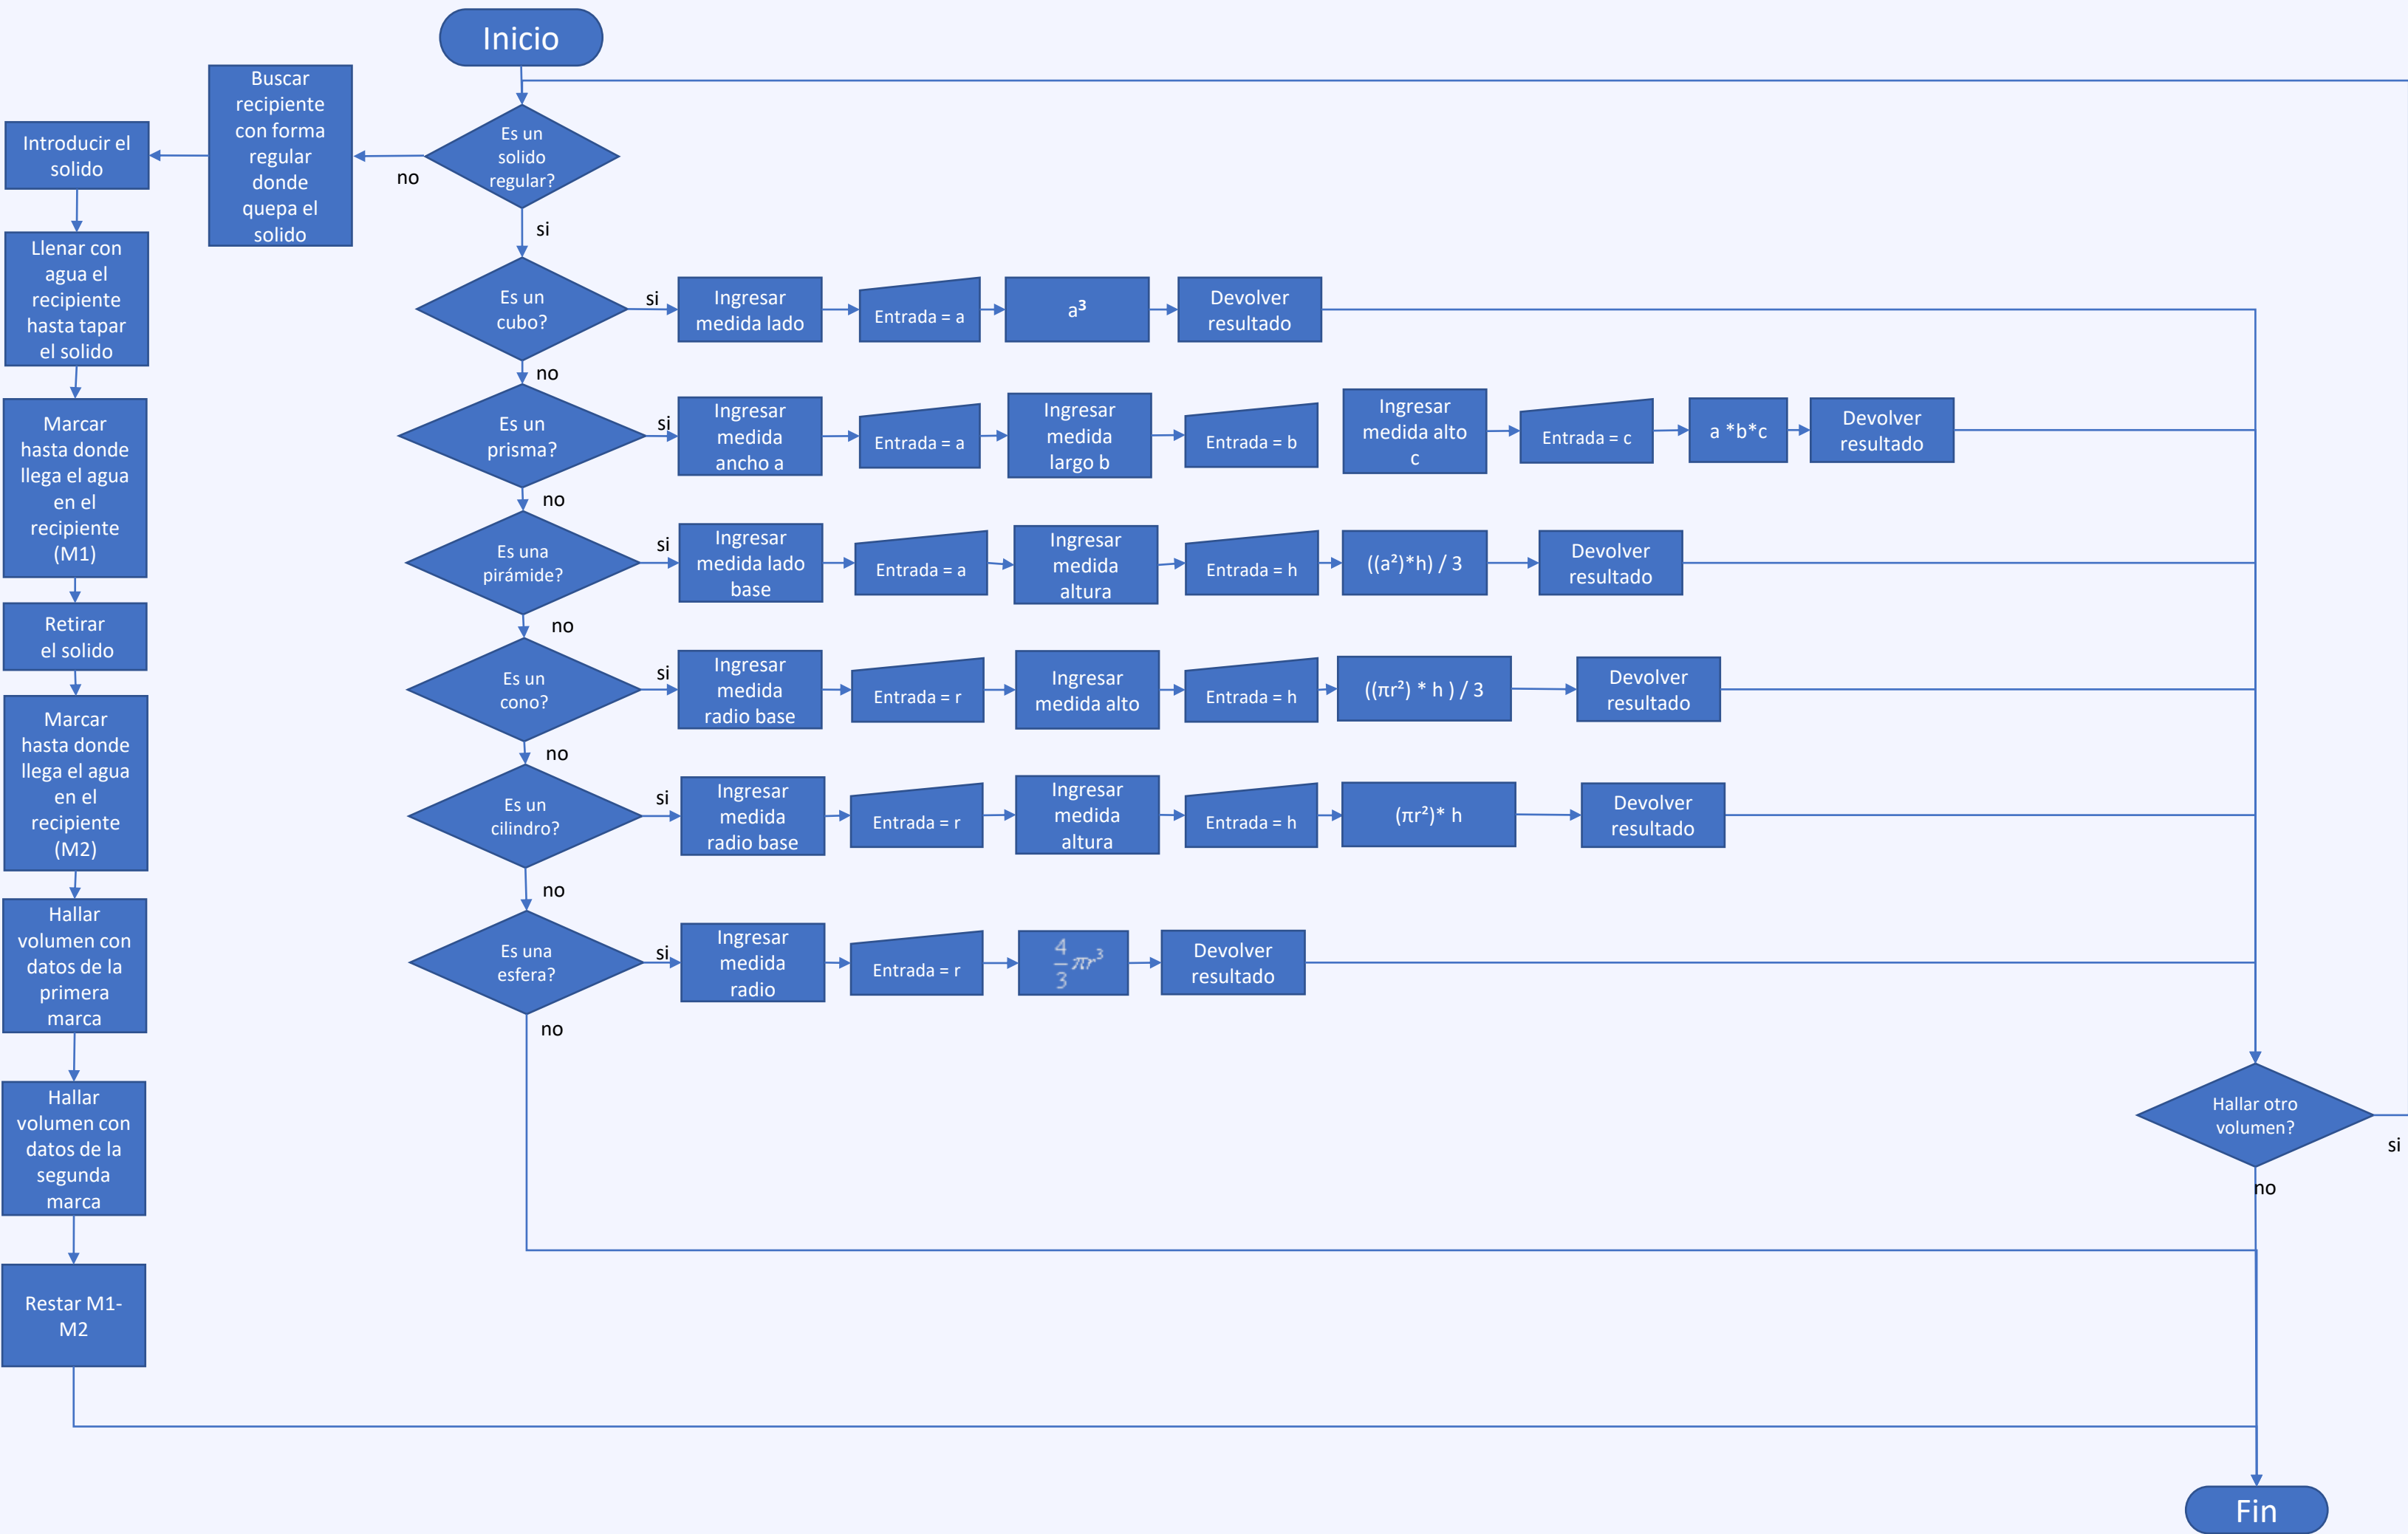 Inicio
Es un
solido
regular?
no
Buscar
recipiente
con forma
regular
donde
quepa el
solido
Introducir el
solido
Llenar con
agua el
recipiente
hasta tapar
el solido
Marcar
hasta donde
llega el agua
en el
recipiente
(M1)
Retirar
el solido
Marcar
hasta donde
llega el agua
en el
recipiente
(M2)
Hallar
volumen con
datos de la
primera
marca
Hallar
volumen con
datos de la
segunda
marca
Restar M1-
M2
si
Es un
cubo?
si
Ingresar
medida lado
Entrada = a
a³
Devolver
resultado
no
Es un
prisma?
si
Ingresar
medida
ancho a
Entrada = a
Ingresar
medida
largo b
Entrada = b
Ingresar
medida alto
c
Entrada = c
a *b*c
Devolver
resultado
no
Es una
pirámide?
si
Ingresar
medida lado
base
Entrada = a
Ingresar
medida
altura
Entrada = h
((a²)*h) / 3
Devolver
resultado
no
Es un
cono?
si
Ingresar
medida
radio base
Entrada = r
Ingresar
medida alto
Entrada = h
((πr²) * h ) / 3
Devolver
resultado
no
Es un
cilindro?
si
Ingresar
medida
radio base
Entrada = r
Ingresar
medida
altura
Entrada = h
(πr²)* h
Devolver
resultado
no
Es una
esfera?
si
Ingresar
medida
radio
Entrada = r
4/3 πr³
Devolver
resultado
no
Hallar otro
volumen?
si
no
Fin